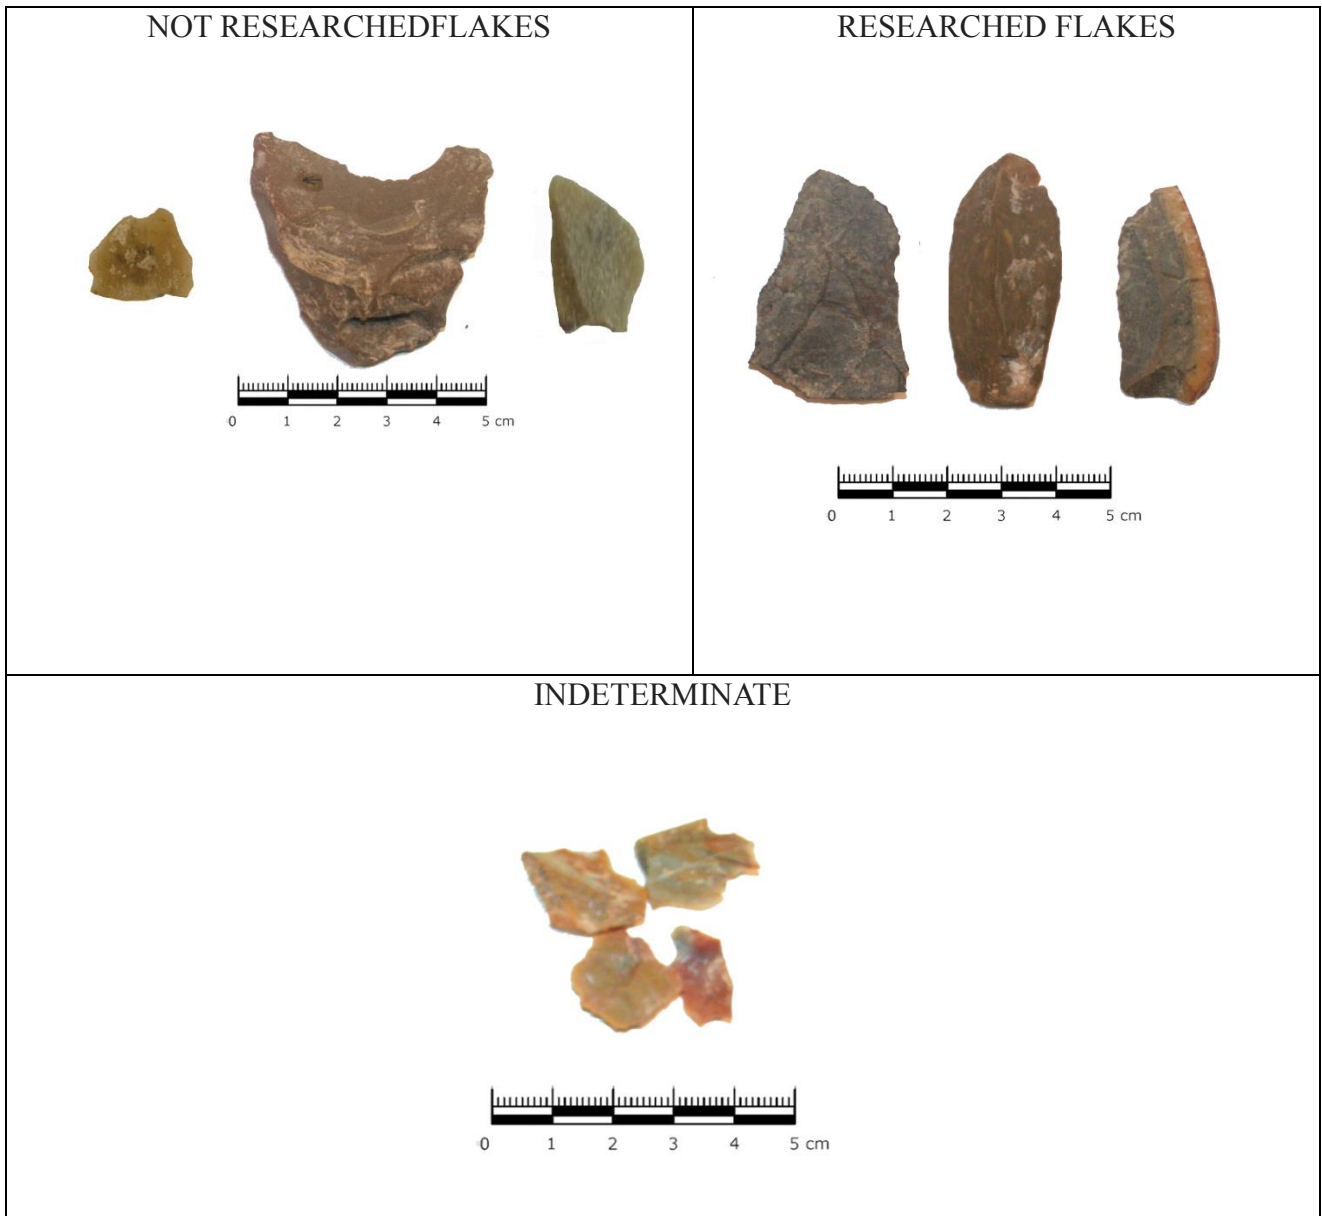 NOT RESEARCHEDFLAKES
RESEARCHED FLAKES
0 1 2 3 4 5 cm
0 1 2 3 4 5 cm
INDETERMINATE
0 1 2 3 4 5 cm